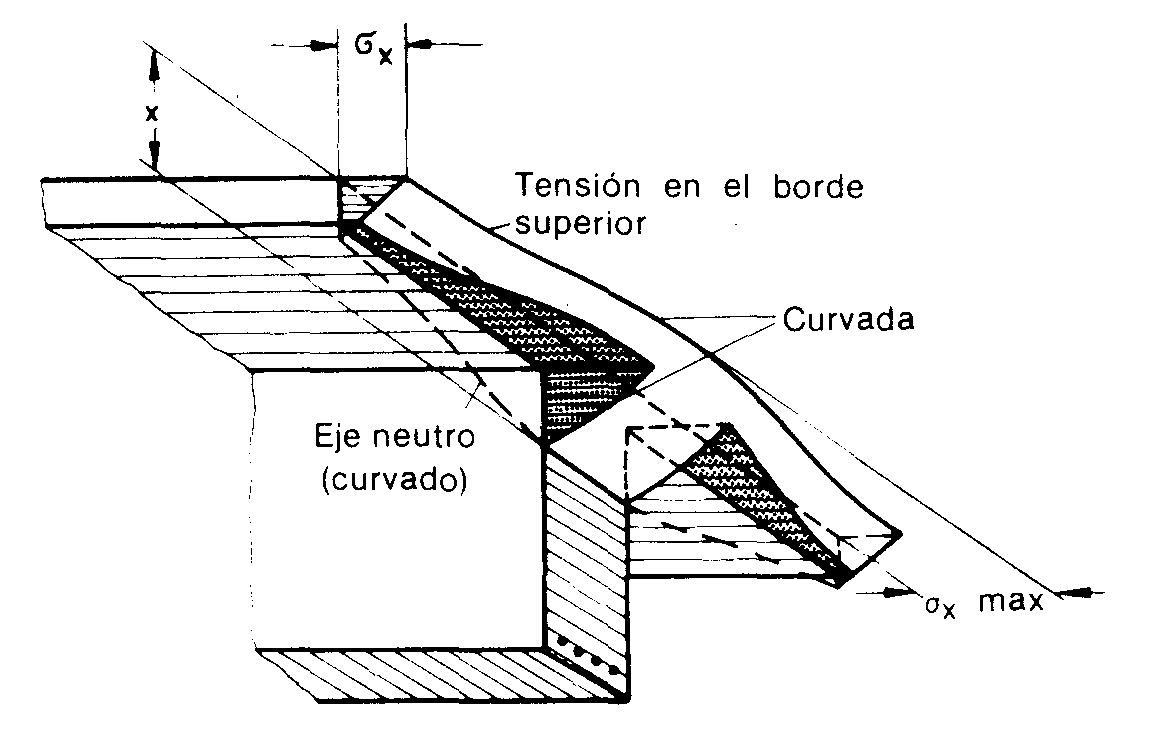 σx
x
Tensión en el borde
superior
Curvada
Eje neutro
(curvado)
σx max